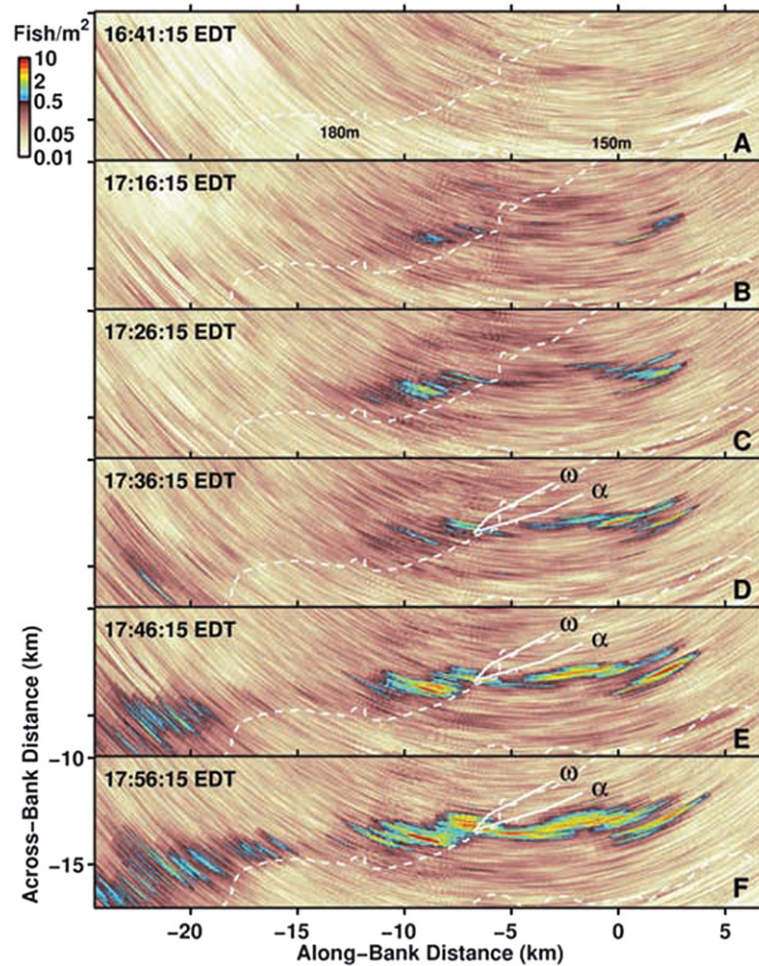 Fish/m²
10
2
0.5
0.05
0.01
16:41:15 EDT
180m
150m
A
17:16:15 EDT
B
17:26:15 EDT
C
17:36:15 EDT
ω
α
D
17:46:15 EDT
ω
α
E
17:56:15 EDT
ω
α
F
−10
−15
Across−Bank Distance (km)
−20 −15 −10 −5 0 5
Along−Bank Distance (km)